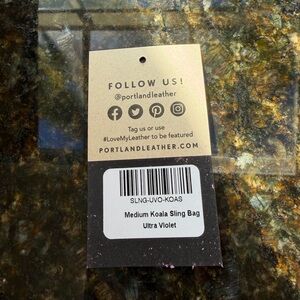 FOLLOW US!
@portlandleather
Tag us or use
#LoveMyLeather to be featured
PORTLANDLEATHER.COM
SLNG-UVO-KOAS
Medium Koala Sling Bag
Ultra Violet